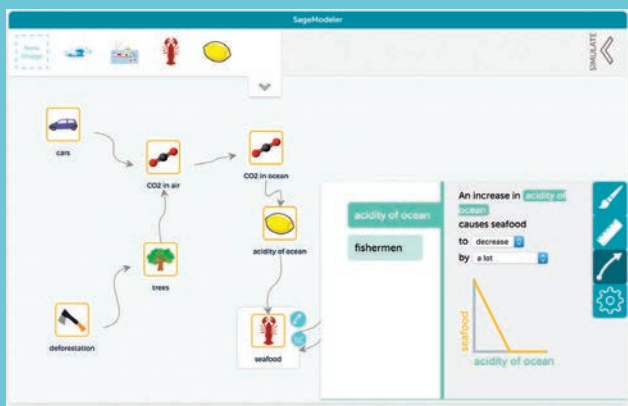 SageModeler
New
Image
SIMULATE
cars
CO2 in air
CO2 in ocean
acidity of ocean
trees
deforestation
seafood
acidity of ocean
fishermen
An increase in acidity of
ocean
causes seafood
to decrease
by a lot
seafood
acidity of ocean